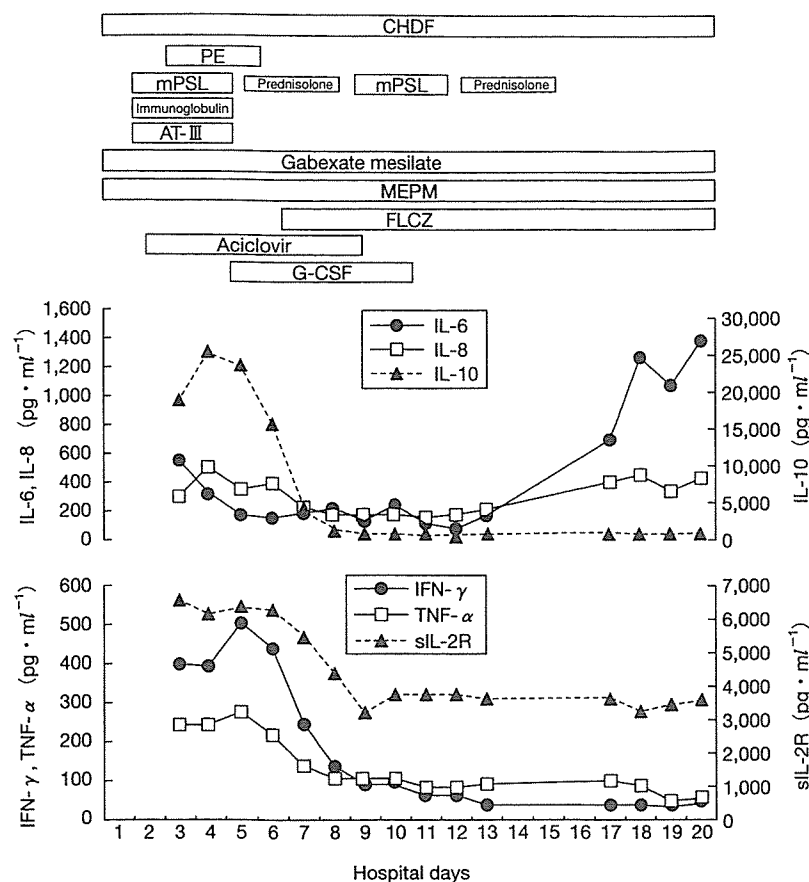 CHDF
PE
mPSL Prednisolone mPSL Prednisolone
Immunoglobulin
AT-Ⅲ
Gabexate mesilate
MEPM
FLCZ
Aciclovir
G-CSF
1,600
1,400
1,200
1,000
800
600
400
200
0
IL-6, IL-8 (pg・ml⁻¹)
IL-6
IL-8
IL-10
30,000
25,000
20,000
15,000
10,000
5,000
0
IL-10 (pg・ml⁻¹)
600
500
400
300
200
100
0
IFN-γ, TNF-α (pg・ml⁻¹)
IFN-γ
TNF-α
sIL-2R
7,000
6,000
5,000
4,000
3,000
2,000
1,000
0
sIL-2R (pg・ml⁻¹)
1 2 3 4 5 6 7 8 9 10 11 12 13 14 15 16 17 18 19 20
Hospital days